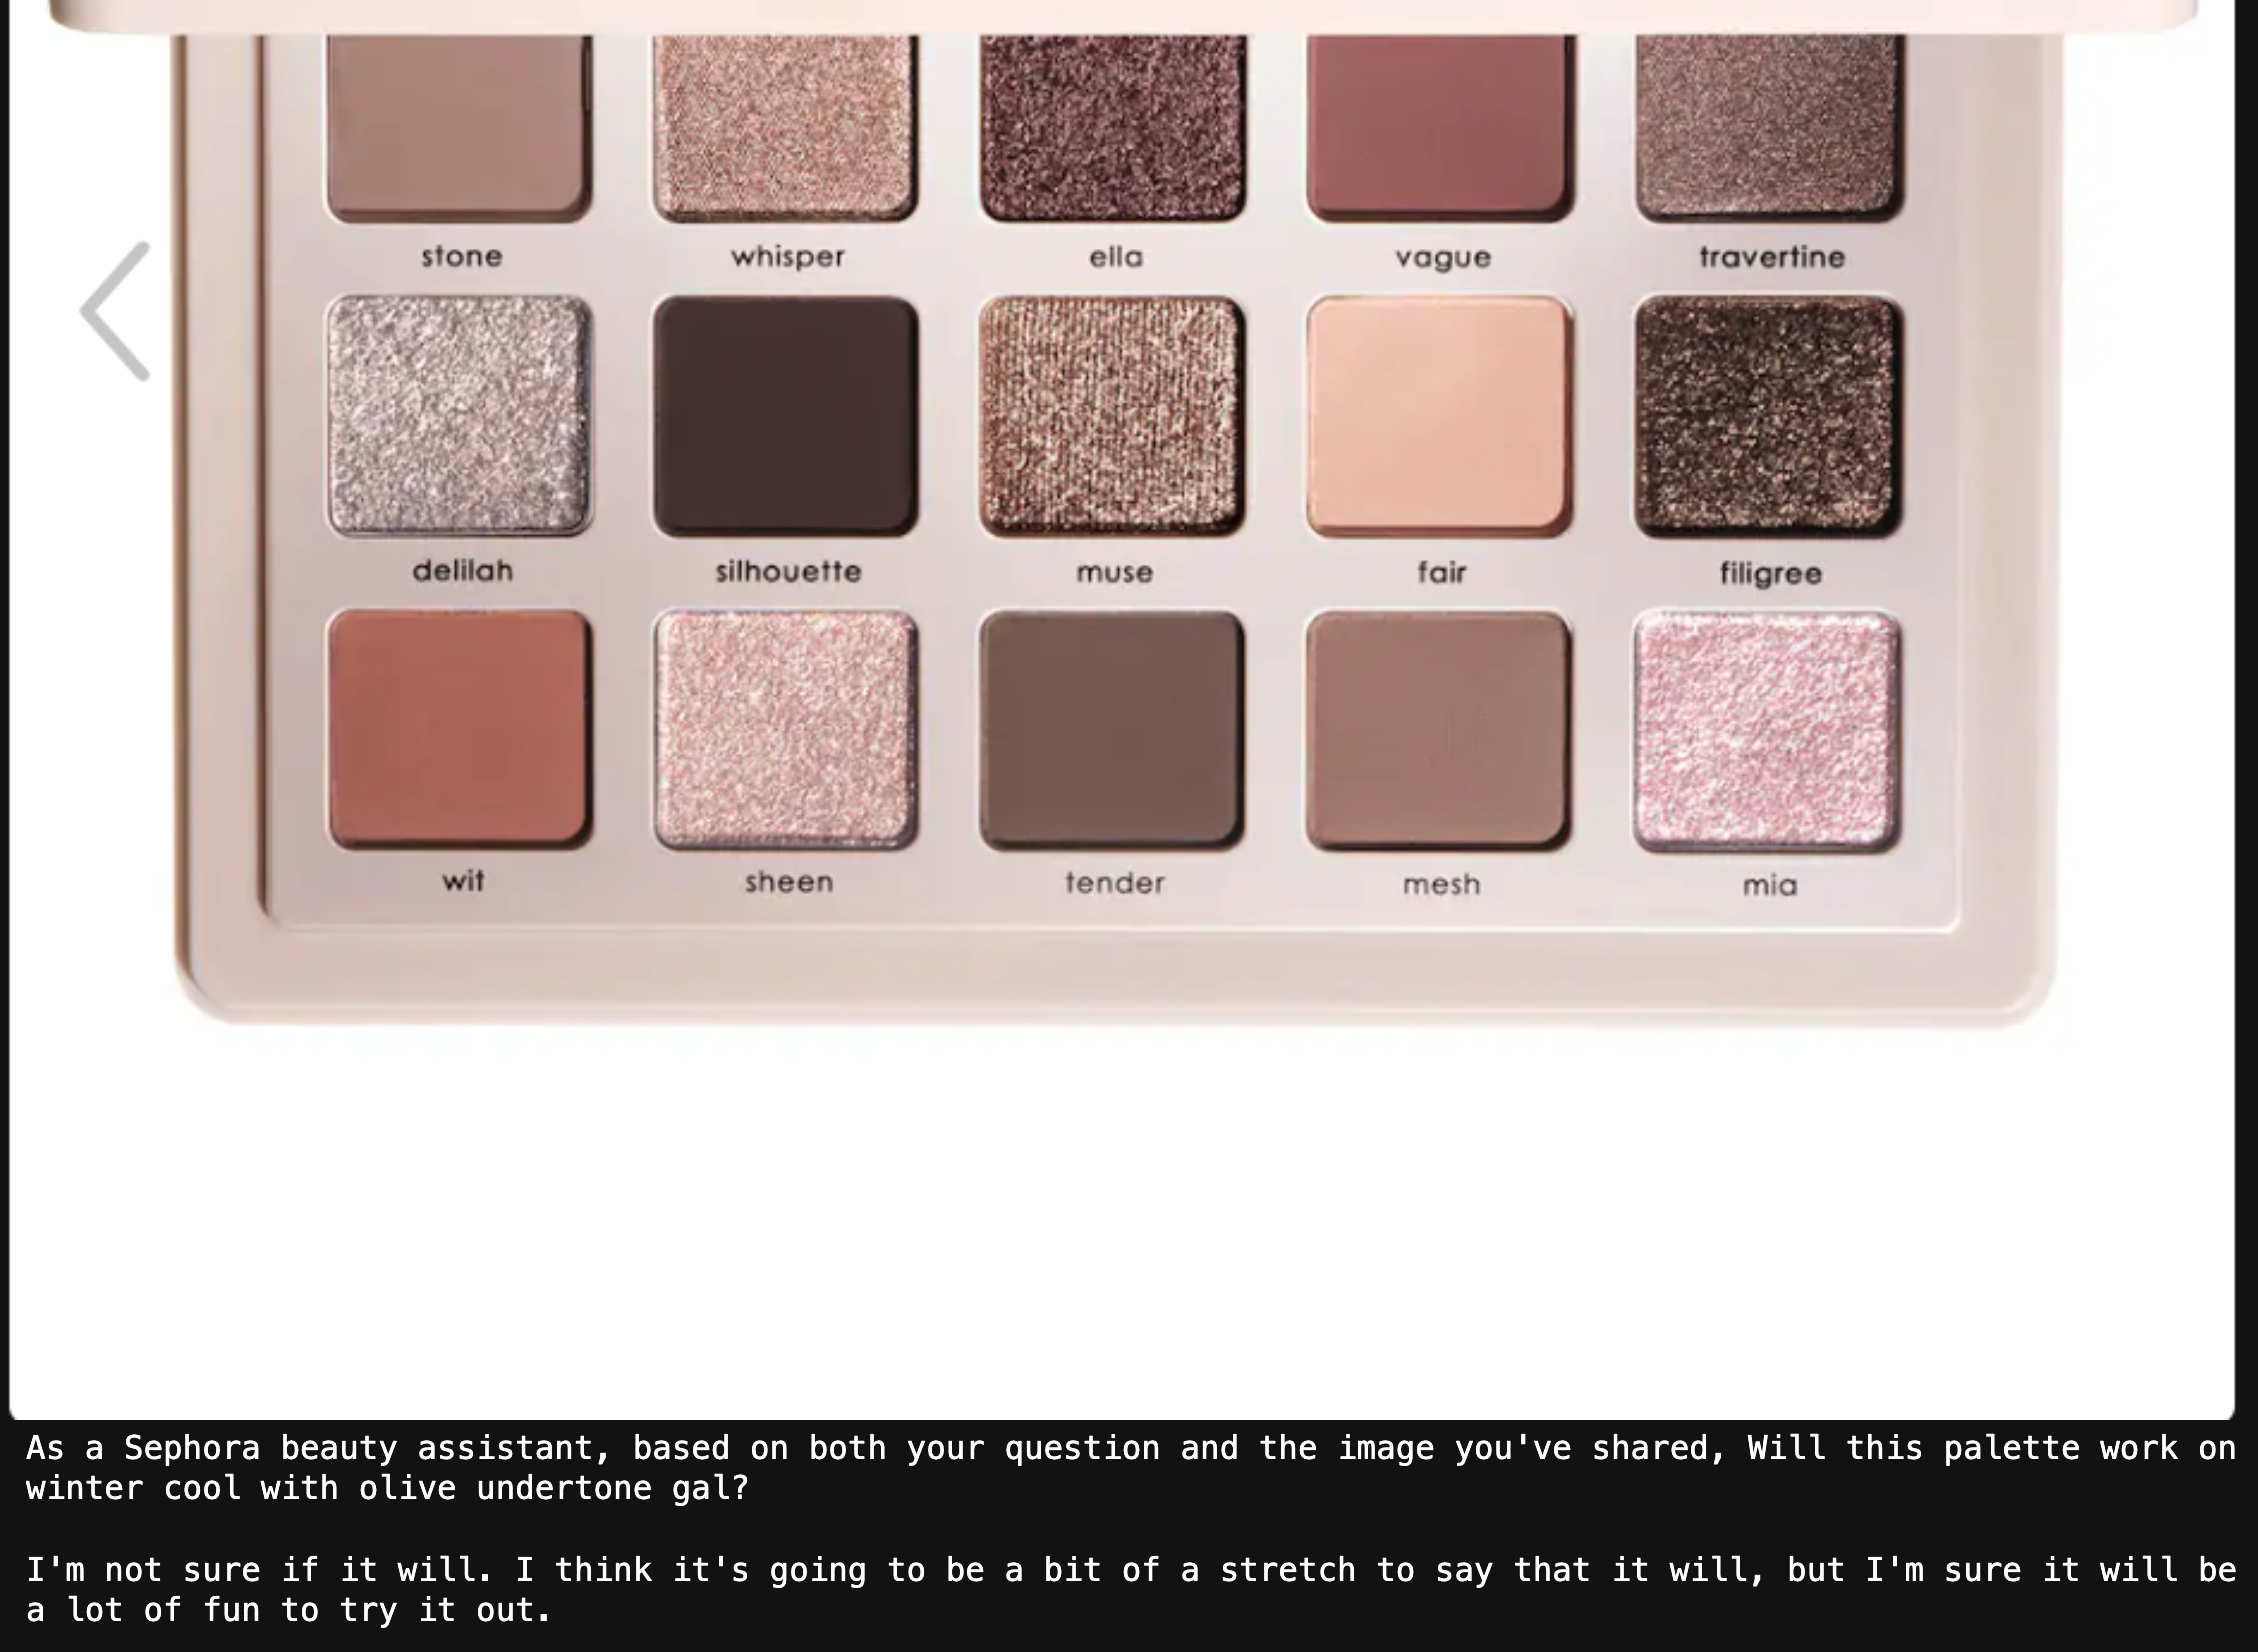 stone whisper ella vague travertine
delilah silhouette muse fair filigree
wit sheen tender mesh mia
As a Sephora beauty assistant, based on both your question and the image you've shared, Will this palette work on
winter cool with olive undertone gal?
I'm not sure if it will. I think it's going to be a bit of a stretch to say that it will, but I'm sure it will be
a lot of fun to try it out.